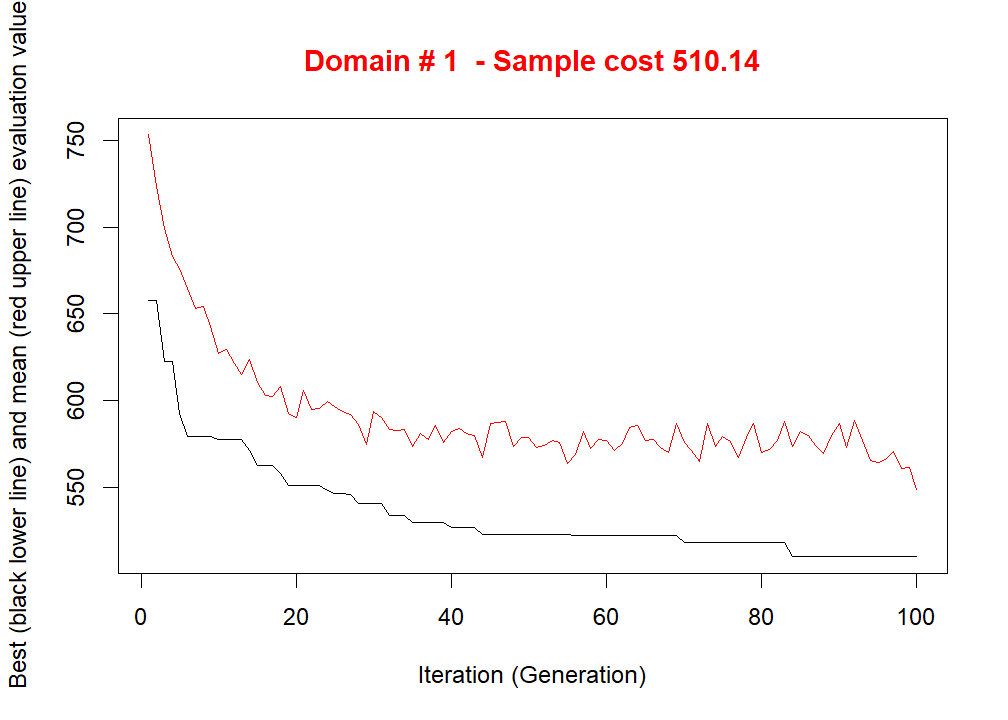 Domain # 1  - Sample cost 510.14
Best (black lower line) and mean (red upper line) evaluation value
750
700
650
600
550
0 20 40 60 80 100
Iteration (Generation)